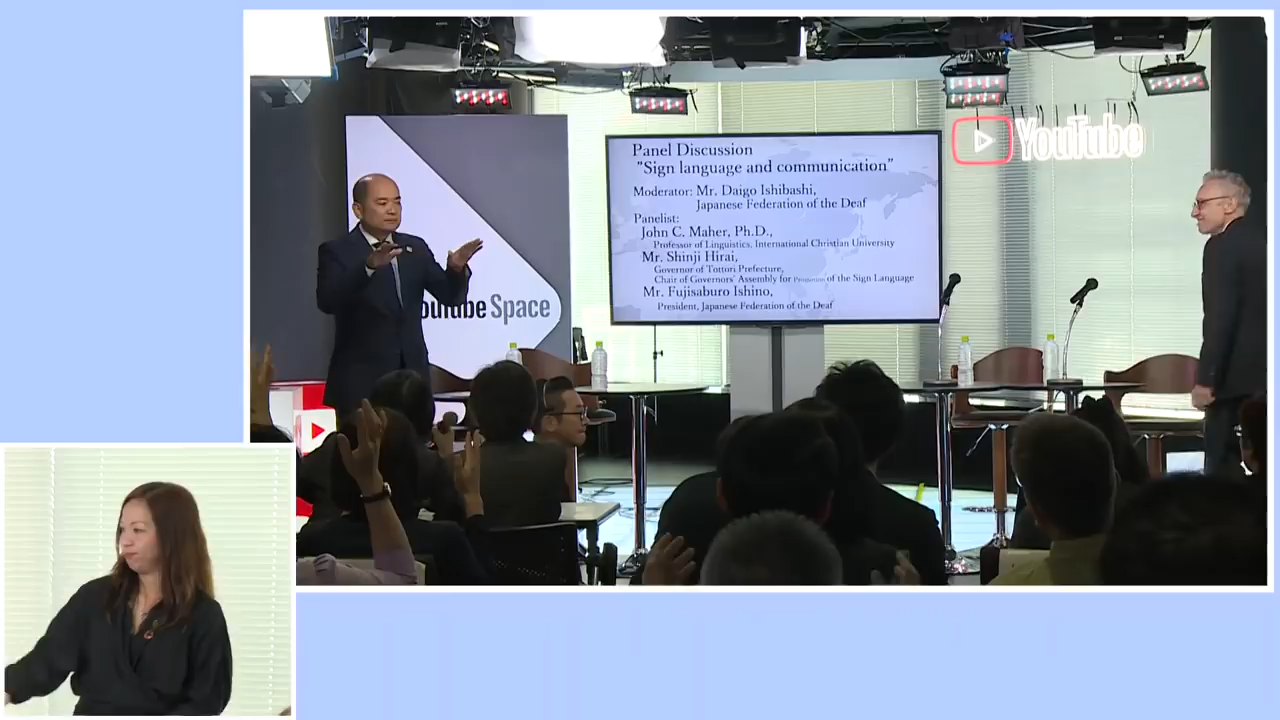 Panel Discussion
"Sign language and communication"
Moderator: Mr. Daigo Ishibashi,
Japanese Federation of the Deaf
Panelist:
John C. Maher, Ph.D.,
Professor of Linguistics, International Christian University
Mr. Shinji Hirai,
Governor of Tottori Prefecture,
Chair of Governors' Assembly for Promotion of the Sign Language
Mr. Fujisaburo Ishino,
President, Japanese Federation of the Deaf
YouTube
YouTube Space